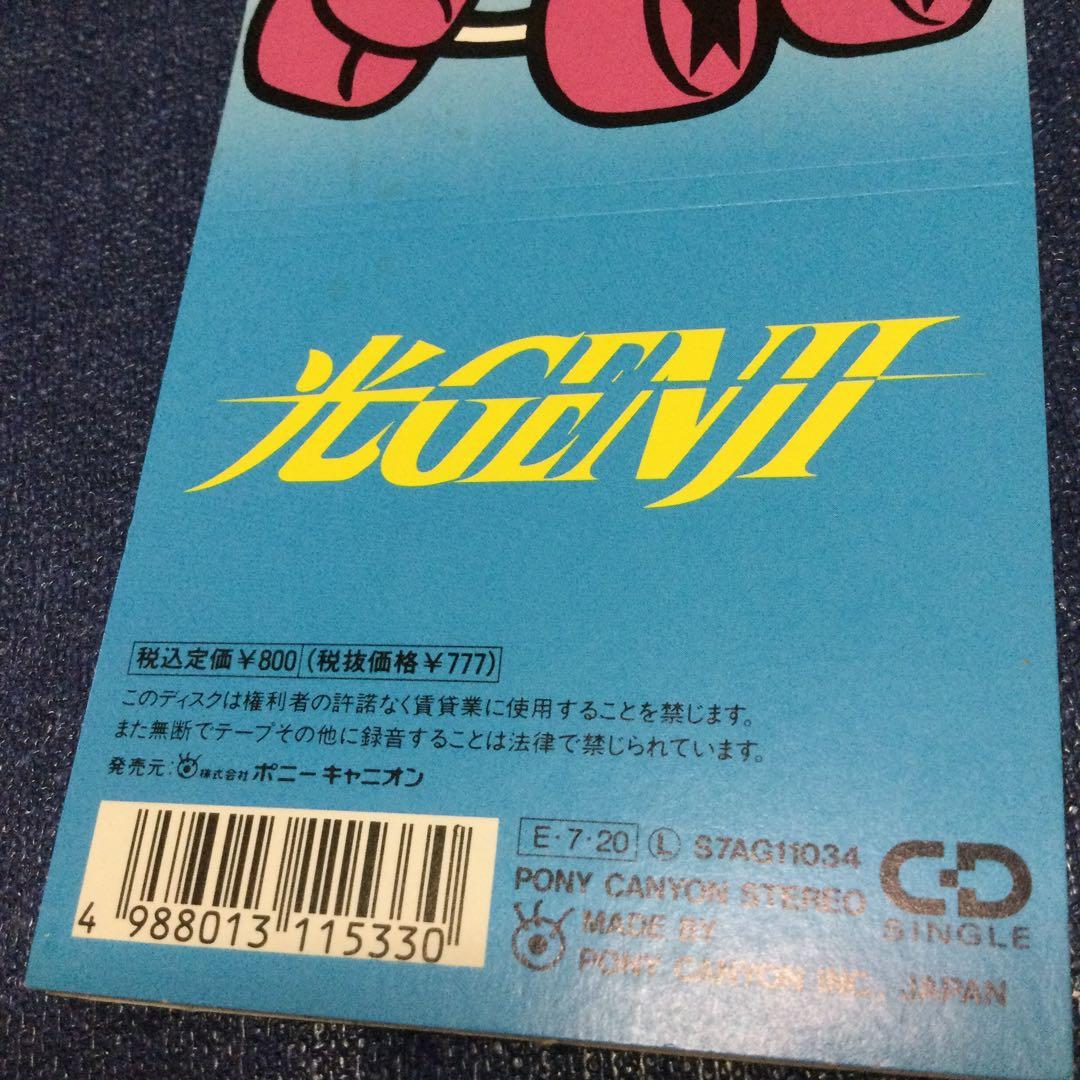 光GENJI
税込定価¥800 (税抜価格¥777)
このディスクは権利者の許諾なく賃貸業に使用することを禁じます。
また無断でテープその他に録音することは法律で禁じられています。
発売元:株式会社ポニーキャニオン
4 988013 115330
E・7・20 Ⓛ S7AG11034
PONY CANYON STEREO
MADE BY
PONY CANYON INC., JAPAN
CD
SINGLE